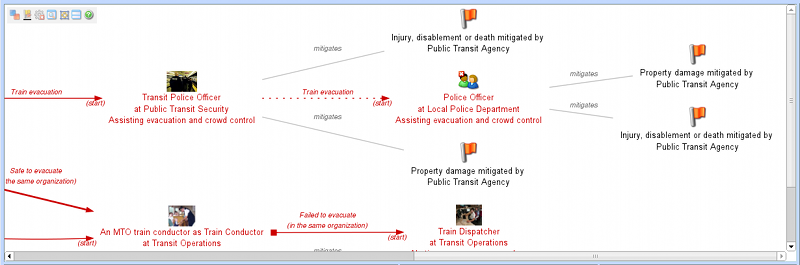 Injury, disablement or death mitigated by
Public Transit Agency
mitigates
Property damage mitigated by
Public Transit Agency
mitigates
Train evacuation
(start)
Transit Police Officer
at Public Transit Security
Assisting evacuation and crowd control
Train evacuation
(start)
Police Officer
at Local Police Department
Assisting evacuation and crowd control
mitigates
Injury, disablement or death mitigated by
Public Transit Agency
mitigates
Property damage mitigated by
Public Transit Agency
Safe to evacuate
the same organization)
(start)
An MTO train conductor as Train Conductor
at Transit Operations
Failed to evacuate
(in the same organization)
(start)
Train Dispatcher
at Transit Operations
mitigates